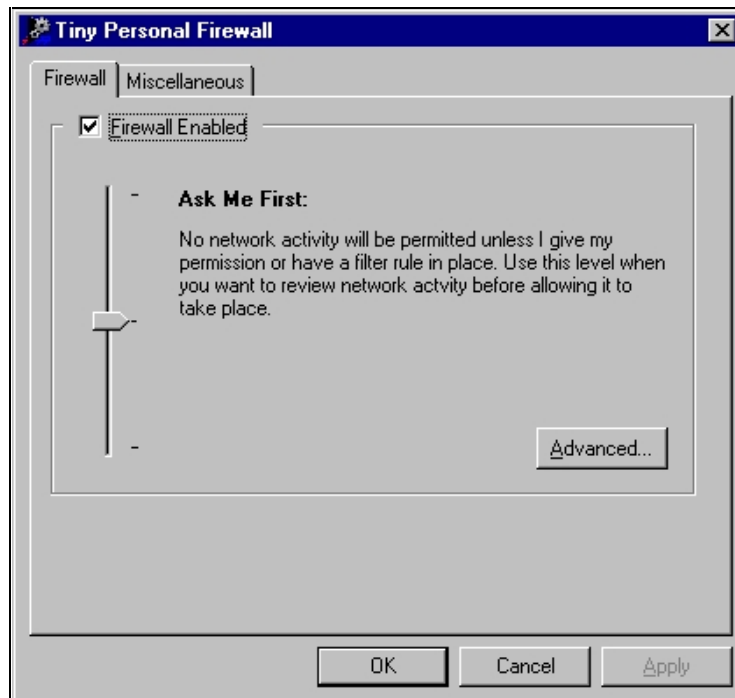 Tiny Personal Firewall
Firewall
Miscellaneous
Firewall Enabled
Ask Me First:
No network activity will be permitted unless I give my
permission or have a filter rule in place. Use this level when
you want to review network actvity before allowing it to
take place.
Advanced...
OK
Cancel
Apply